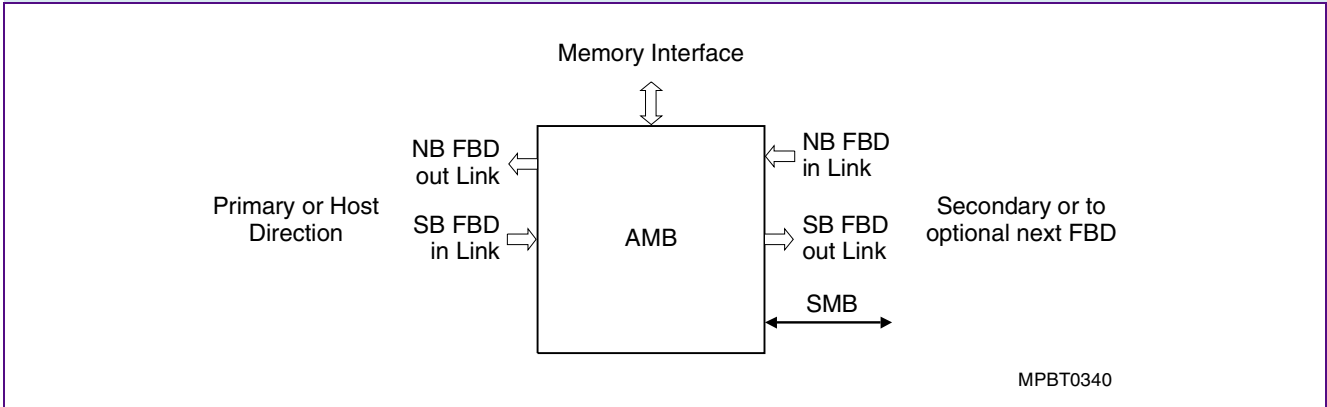 Memory Interface
NB FBD
out Link
NB FBD
in Link
Primary or Host
Direction
SB FBD
in Link
AMB
SB FBD
out Link
Secondary or to
optional next FBD
SMB
MPBT0340